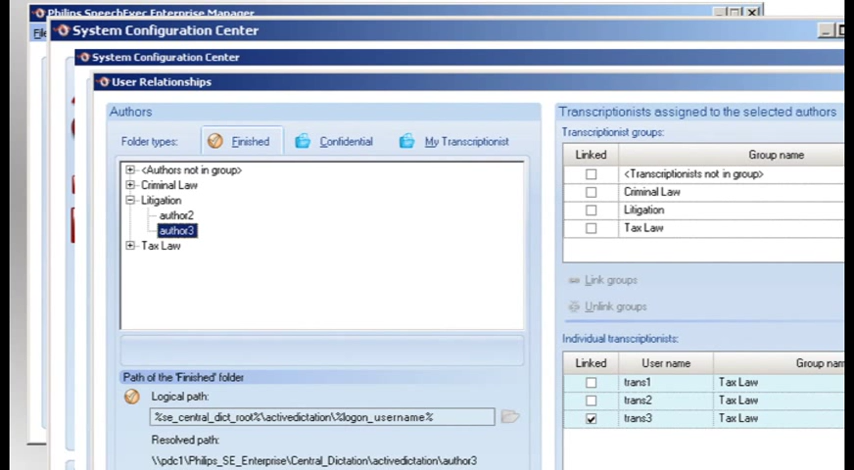 Philips SpeechExec Enterprise Manager
File
System Configuration Center
System Configuration Center
User Relationships
Authors
Folder types:
Finished
Confidential
My Transcriptionist
<Authors not in group>
Criminal Law
Litigation
author2
author3
Tax Law
Path of the 'Finished' folder
Logical path:
%se_central_dict_root%\activedictation\%logon_username%
Resolved path:
\\pdc1\Philips_SE_Enterprise\Central_Dictation\activedictation\author3
Transcriptionists assigned to the selected authors
Transcriptionist groups:
Linked Group name
<Transcriptionists not in group>
Criminal Law
Litigation
Tax Law
Link groups
Unlink groups
Individual transcriptionists:
Linked User name Group nam
trans1 Tax Law
trans2 Tax Law
trans3 Tax Law